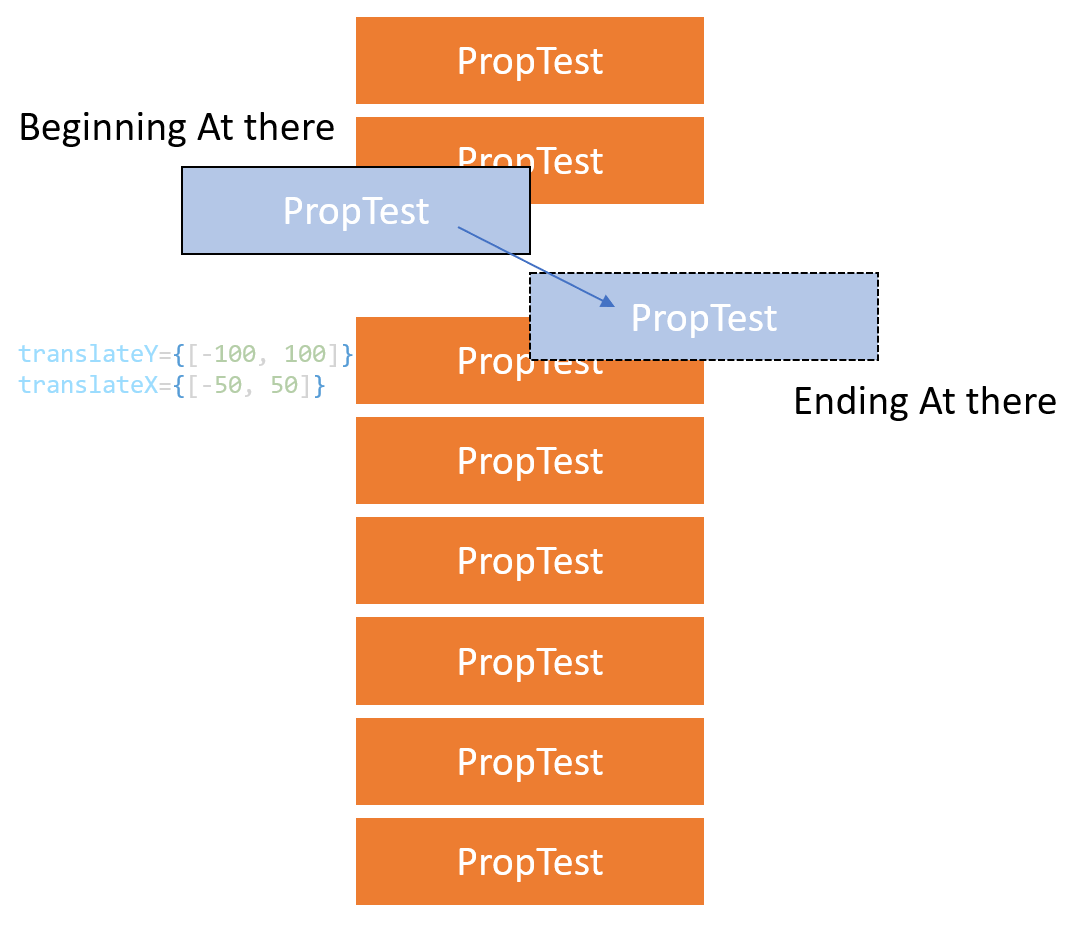 PropTest
Beginning At there
PropTest
PropTest
PropTest
translateY={[-100, 100]}
translateX={[-50, 50]}
PropTest
Ending At there
PropTest
PropTest
PropTest
PropTest
PropTest